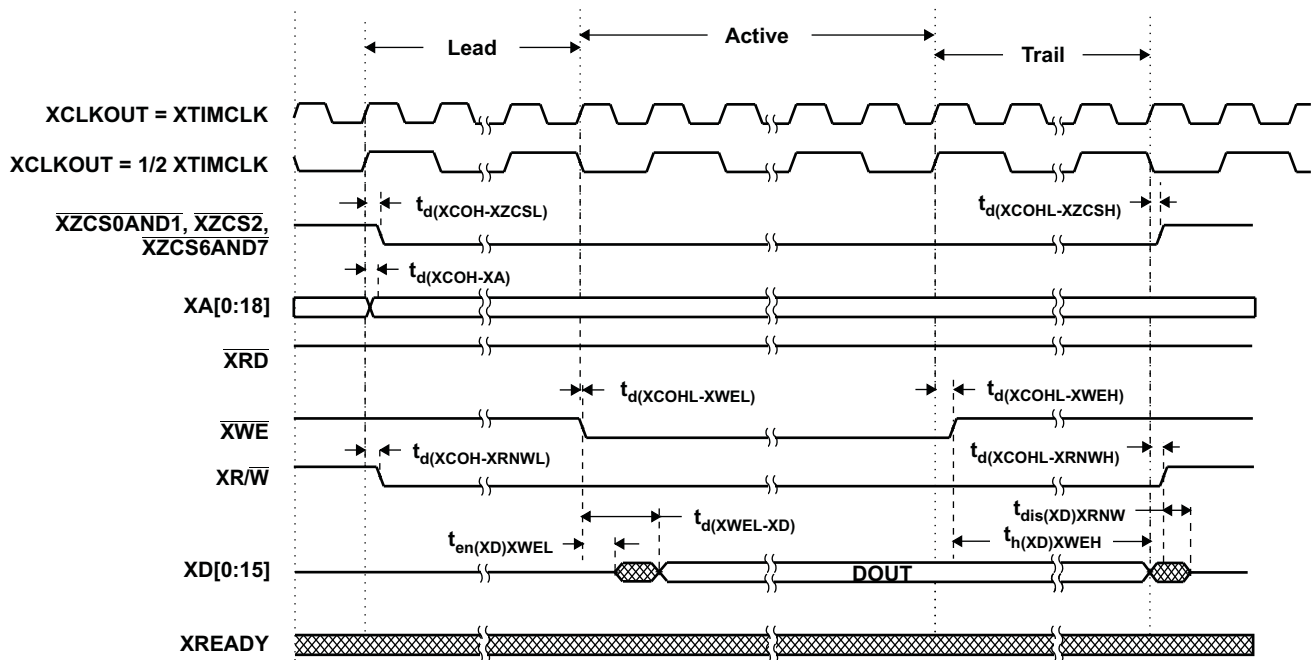 Lead
Active
Trail
XCLKOUT = XTIMCLK
XCLKOUT = 1/2 XTIMCLK
td(XCOH-XZCSL)
td(XCOHL-XZCSH)
XZCS0AND1, XZCS2,
XZCS6AND7
td(XCOH-XA)
XA[0:18]
XRD
td(XCOHL-XWEL)
td(XCOHL-XWEH)
XWE
td(XCOH-XRNWL)
td(XCOHL-XRNWH)
XR/W
td(XWEL-XD)
tdis(XD)XRNW
ten(XD)XWEL
th(XD)XWEH
XD[0:15]
DOUT
XREADY